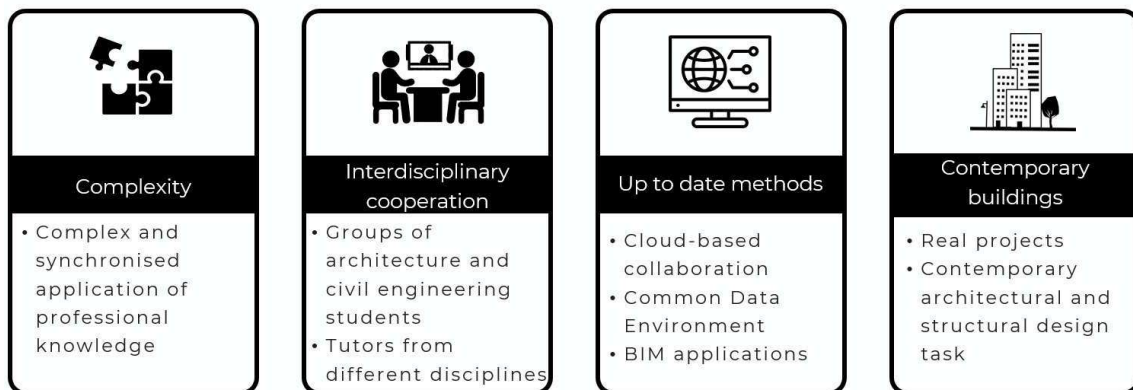 Complexity
• Complex and
synchronised
application of
professional
knowledge
Interdisciplinary
cooperation
• Groups of
architecture and
civil engineering
students
• Tutors from
different disciplines
Up to date methods
• Cloud-based
collaboration
• Common Data
Environment
• BIM applications
Contemporary
buildings
• Real projects
• Contemporary
architectural and
structural design
task